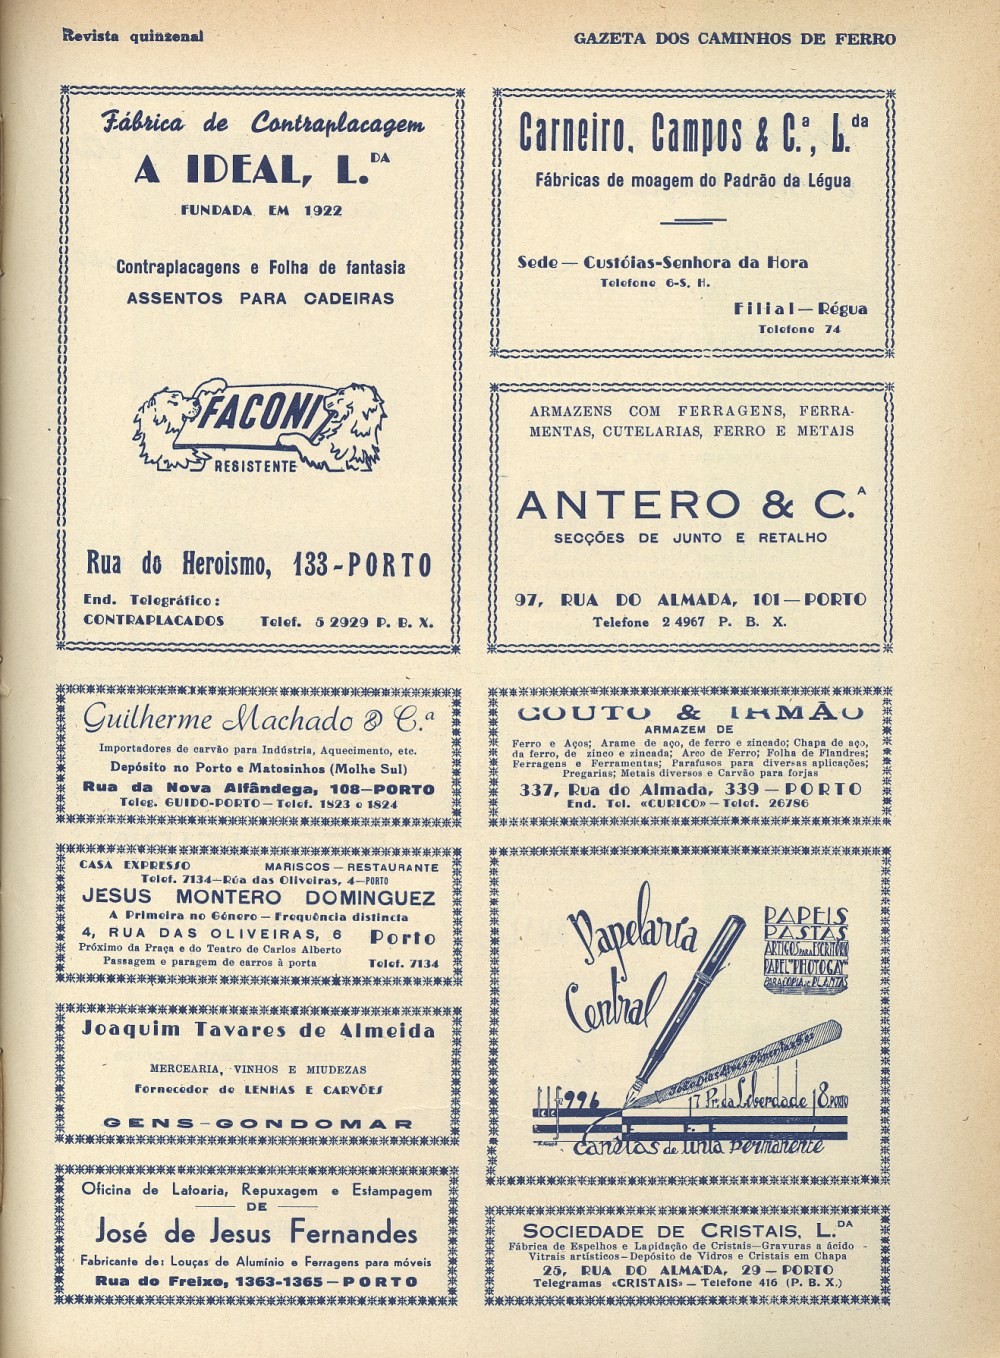 Revista quinzenal
GAZETA DOS CAMINHOS DE FERRO
Fábrica de Contraplacagem
A IDEAL, L.DA
FUNDADA EM 1922
Contraplacagens e Folha de fantasia
ASSENTOS PARA CADEIRAS
FACONI
RESISTENTE
Rua do Heroismo, 133-PORTO
End. Telegráfico:
CONTRAPLACADOS Telef. 5 2929 P. B. X.
Carneiro, Campos & C.ª, L.da
Fábricas de moagem do Padrão da Légua
Sede — Custóias-Senhora da Hora
Telefone 6-S. H.
Filial — Régua
Telefone 74
ARMAZENS COM FERRAGENS, FERRA-
MENTAS, CUTELARIAS, FERRO E METAIS
ANTERO & C.A
SECÇÕES DE JUNTO E RETALHO
97, RUA DO ALMADA, 101—PORTO
Telefone 2 4967 P. B. X.
Guilherme Machado & C.ª
Importadores de carvão para Indústria, Aquecimento, etc.
Depósito no Porto e Matosinhos (Molhe Sul)
Rua da Nova Alfândega, 108-PORTO
Teleg. GUIDO-PORTO — Telef. 1823 e 1824
COUTO & IRMÃO
ARMAZEM DE
Ferro e Aços; Arame de aço, de ferro e zincado; Chapa de aço,
da ferro, de zinco e zincada; Arco de Ferro; Folha de Flandres;
Ferragens e Ferramentas; Parafusos para diversas aplicações;
Pregarias; Metais diversos e Carvão para forjas
337, Rua do Almada, 339 — PORTO
End. Tel. «CURICO» — Telef. 26786
CASA EXPRESSO MARISCOS — RESTAURANTE
Telef. 7134—Rúa das Oliveiras, 4—PORTO
JESUS MONTERO DOMINGUEZ
A Primeira no Género — Frequência distincta
4, RUA DAS OLIVEIRAS, 6 Porto
Próximo da Praça e do Teatro de Carlos Alberto
Passagem e paragem de carros à porta Telef. 7134
Joaquim Tavares de Almeida
MERCEARIA, VINHOS E MIUDEZAS
Fornecedor de LENHAS E CARVÕES
GENS-GONDOMAR
Oficina de Latoaria, Repuxagem e Estampagem
DE
José de Jesus Fernandes
Fabricante de: Louças de Alumínio e Ferragens para móveis
Rua do Freixo, 1363-1365 — PORTO
Papelaria
Central
PAPEIS
PASTAS
ARTIGOS PARA ESCRITÓRIO
PAPEL "PHOTOGAY"
PARA COPIA DE PLANTAS
João Dias Alves Pimenta
996 17 Pr. da Liberdade 18 PORTO
canetas de tinta permanente
SOCIEDADE DE CRISTAIS, L.DA
Fábrica de Espelhos e Lapidação de Cristais—Gravuras a ácido -
Vitrais artísticos — Depósito de Vidros e Cristais em Chapa
25, RUA DO ALMADA, 29 — PORTO
Telegramas «CRISTAIS» — Telefone 416 (P. B. X.)